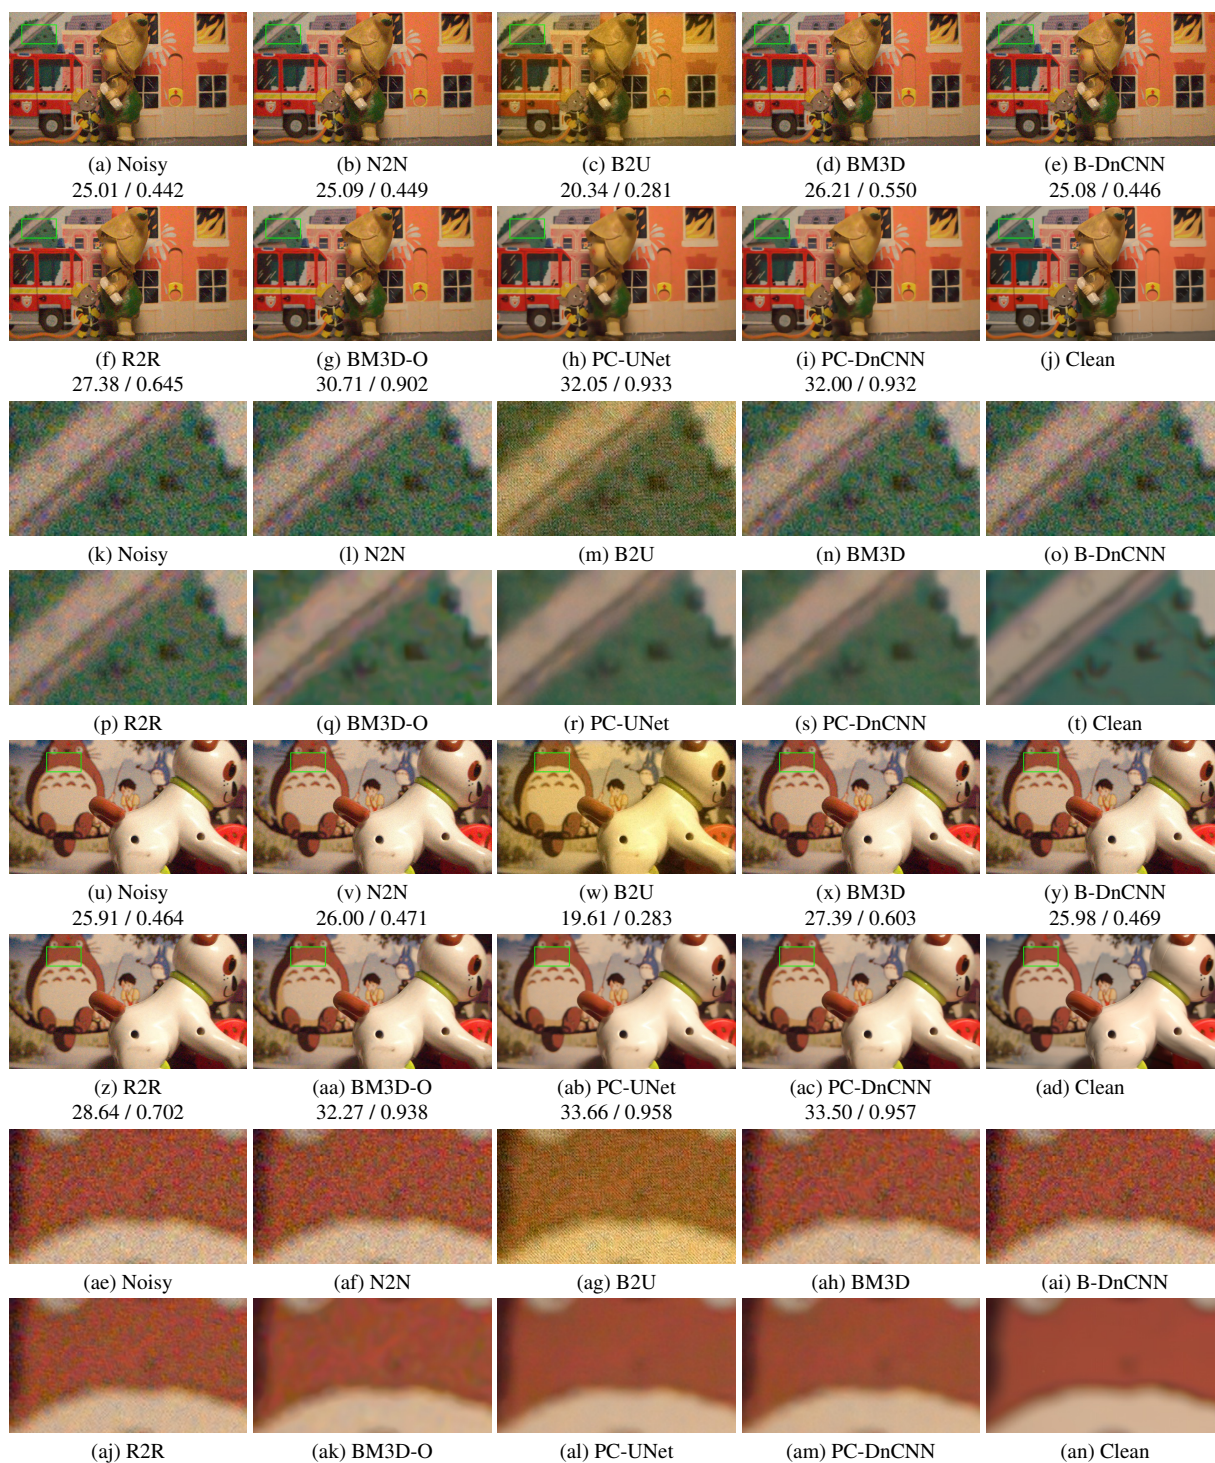 (a) Noisy (b) N2N (c) B2U (d) BM3D (e) B-DnCNN
25.01 / 0.442 25.09 / 0.449 20.34 / 0.281 26.21 / 0.550 25.08 / 0.446
(f) R2R (g) BM3D-O (h) PC-UNet (i) PC-DnCNN (j) Clean
27.38 / 0.645 30.71 / 0.902 32.05 / 0.933 32.00 / 0.932
(k) Noisy (l) N2N (m) B2U (n) BM3D (o) B-DnCNN
(p) R2R (q) BM3D-O (r) PC-UNet (s) PC-DnCNN (t) Clean
(u) Noisy (v) N2N (w) B2U (x) BM3D (y) B-DnCNN
25.91 / 0.464 26.00 / 0.471 19.61 / 0.283 27.39 / 0.603 25.98 / 0.469
(z) R2R (aa) BM3D-O (ab) PC-UNet (ac) PC-DnCNN (ad) Clean
28.64 / 0.702 32.27 / 0.938 33.66 / 0.958 33.50 / 0.957
(ae) Noisy (af) N2N (ag) B2U (ah) BM3D (ai) B-DnCNN
(aj) R2R (ak) BM3D-O (al) PC-UNet (am) PC-DnCNN (an) Clean